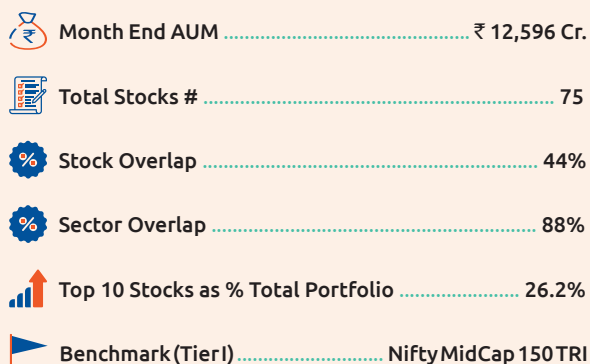 Month End AUM ₹ 12,596 Cr.
Total Stocks # 75
Stock Overlap 44%
Sector Overlap 88%
Top 10 Stocks as % Total Portfolio 26.2%
Benchmark (Tier I) Nifty MidCap 150 TRI